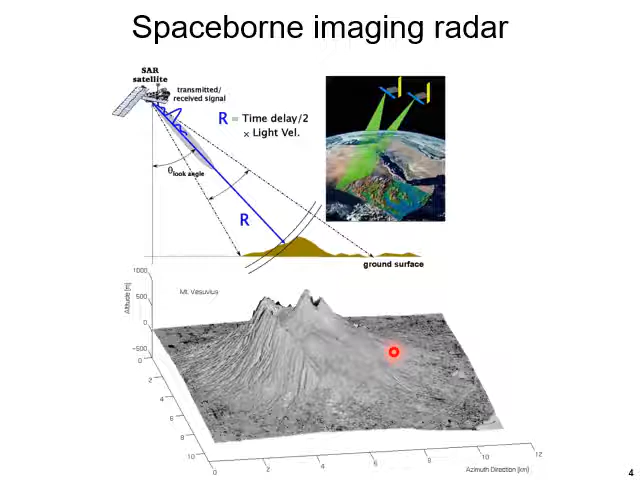 Spaceborne imaging radar
SAR
satellite
transmitted/
received signal
R = Time delay/2
× Light Vel.
θlook angle
R
ground surface
1000
500
0
-500
Altitude [m]
Mt. Vesuvius
0
2
4
6
8
10
0
2
4
6
8
10
12
Azimuth Direction [km]
4